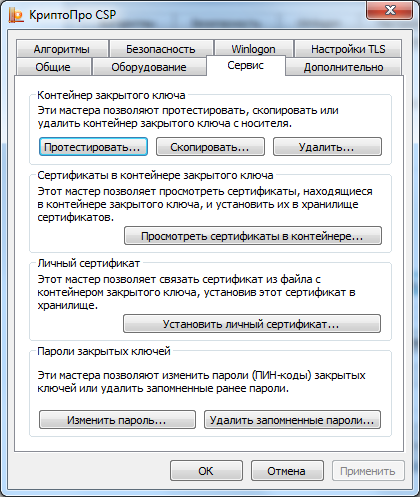 КриптоПро CSP
Алгоритмы Безопасность Winlogon Настройки TLS
Общие Оборудование Сервис Дополнительно
Контейнер закрытого ключа
Эти мастера позволяют протестировать, скопировать или
удалить контейнер закрытого ключа с носителя.
Протестировать... Скопировать... Удалить...
Сертификаты в контейнере закрытого ключа
Этот мастер позволяет просмотреть сертификаты, находящиеся
в контейнере закрытого ключа, и установить их в хранилище
сертификатов.
Просмотреть сертификаты в контейнере...
Личный сертификат
Этот мастер позволяет связать сертификат из файла с
контейнером закрытого ключа, установив этот сертификат в
хранилище.
Установить личный сертификат...
Пароли закрытых ключей
Эти мастера позволяют изменить пароли (ПИН-коды) закрытых
ключей или удалить запомненные ранее пароли.
Изменить пароль... Удалить запомненные пароли...
ОК Отмена Применить